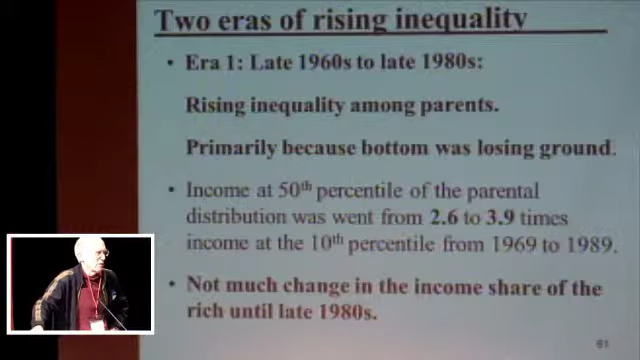 Two eras of rising inequality
• Era 1: Late 1960s to late 1980s:
Rising inequality among parents.
Primarily because bottom was losing ground.
• Income at 50th percentile of the parental
distribution was went from 2.6 to 3.9 times
income at the 10th percentile from 1969 to 1989.
• Not much change in the income share of the
rich until late 1980s.
61